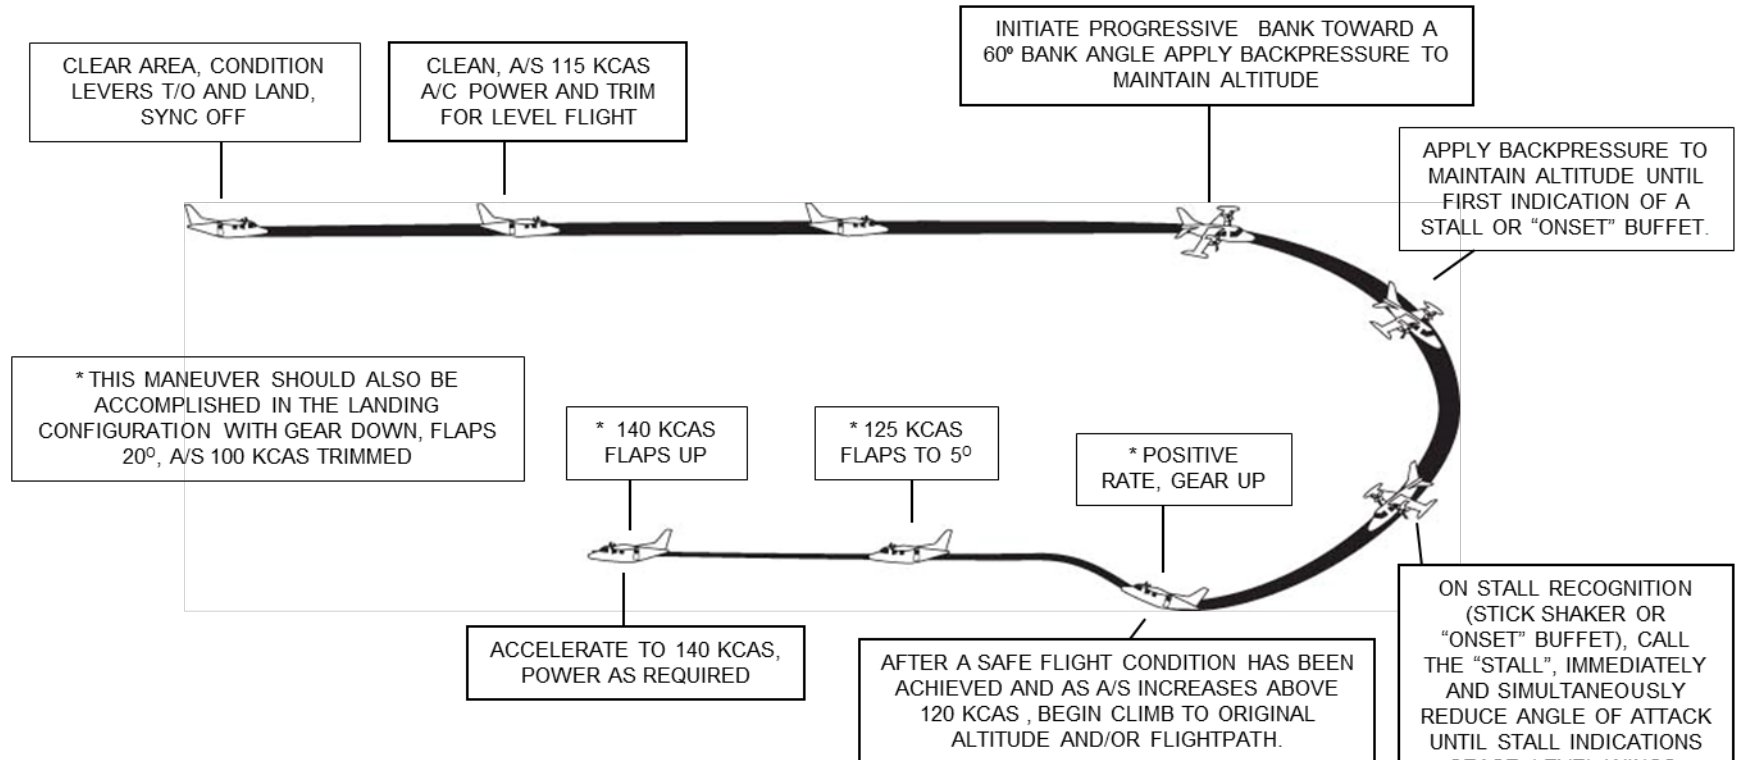 CLEAR AREA, CONDITION
LEVERS T/O AND LAND,
SYNC OFF
CLEAN, A/S 115 KCAS
A/C POWER AND TRIM
FOR LEVEL FLIGHT
INITIATE PROGRESSIVE BANK TOWARD A
60º BANK ANGLE APPLY BACKPRESSURE TO
MAINTAIN ALTITUDE
APPLY BACKPRESSURE TO
MAINTAIN ALTITUDE UNTIL
FIRST INDICATION OF A
STALL OR “ONSET” BUFFET.
* THIS MANEUVER SHOULD ALSO BE
ACCOMPLISHED IN THE LANDING
CONFIGURATION WITH GEAR DOWN, FLAPS
20º, A/S 100 KCAS TRIMMED
* 140 KCAS
FLAPS UP
* 125 KCAS
FLAPS TO 5º
* POSITIVE
RATE, GEAR UP
ACCELERATE TO 140 KCAS,
POWER AS REQUIRED
AFTER A SAFE FLIGHT CONDITION HAS BEEN
ACHIEVED AND AS A/S INCREASES ABOVE
120 KCAS , BEGIN CLIMB TO ORIGINAL
ALTITUDE AND/OR FLIGHTPATH.
ON STALL RECOGNITION
(STICK SHAKER OR
“ONSET” BUFFET), CALL
THE “STALL”, IMMEDIATELY
AND SIMULTANEOUSLY
REDUCE ANGLE OF ATTACK
UNTIL STALL INDICATIONS